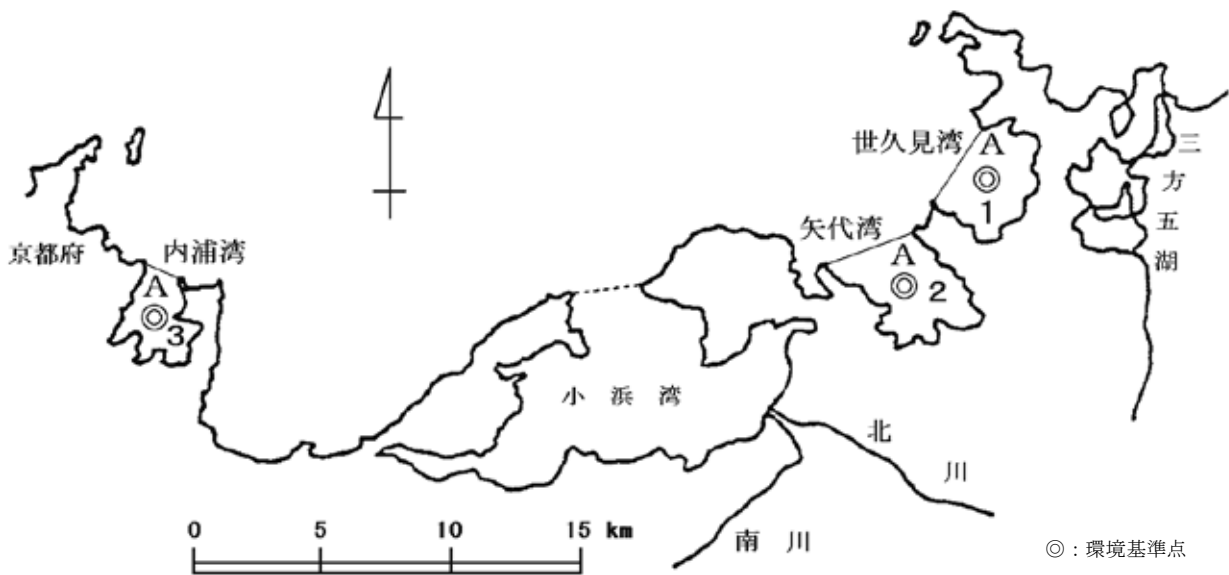 世久見湾
A
◎
1
三方五湖
矢代湾
A
◎
2
京都府
内浦湾
A
◎
3
小浜湾
北川
南川
0 5 10 15 km
◎：環境基準点